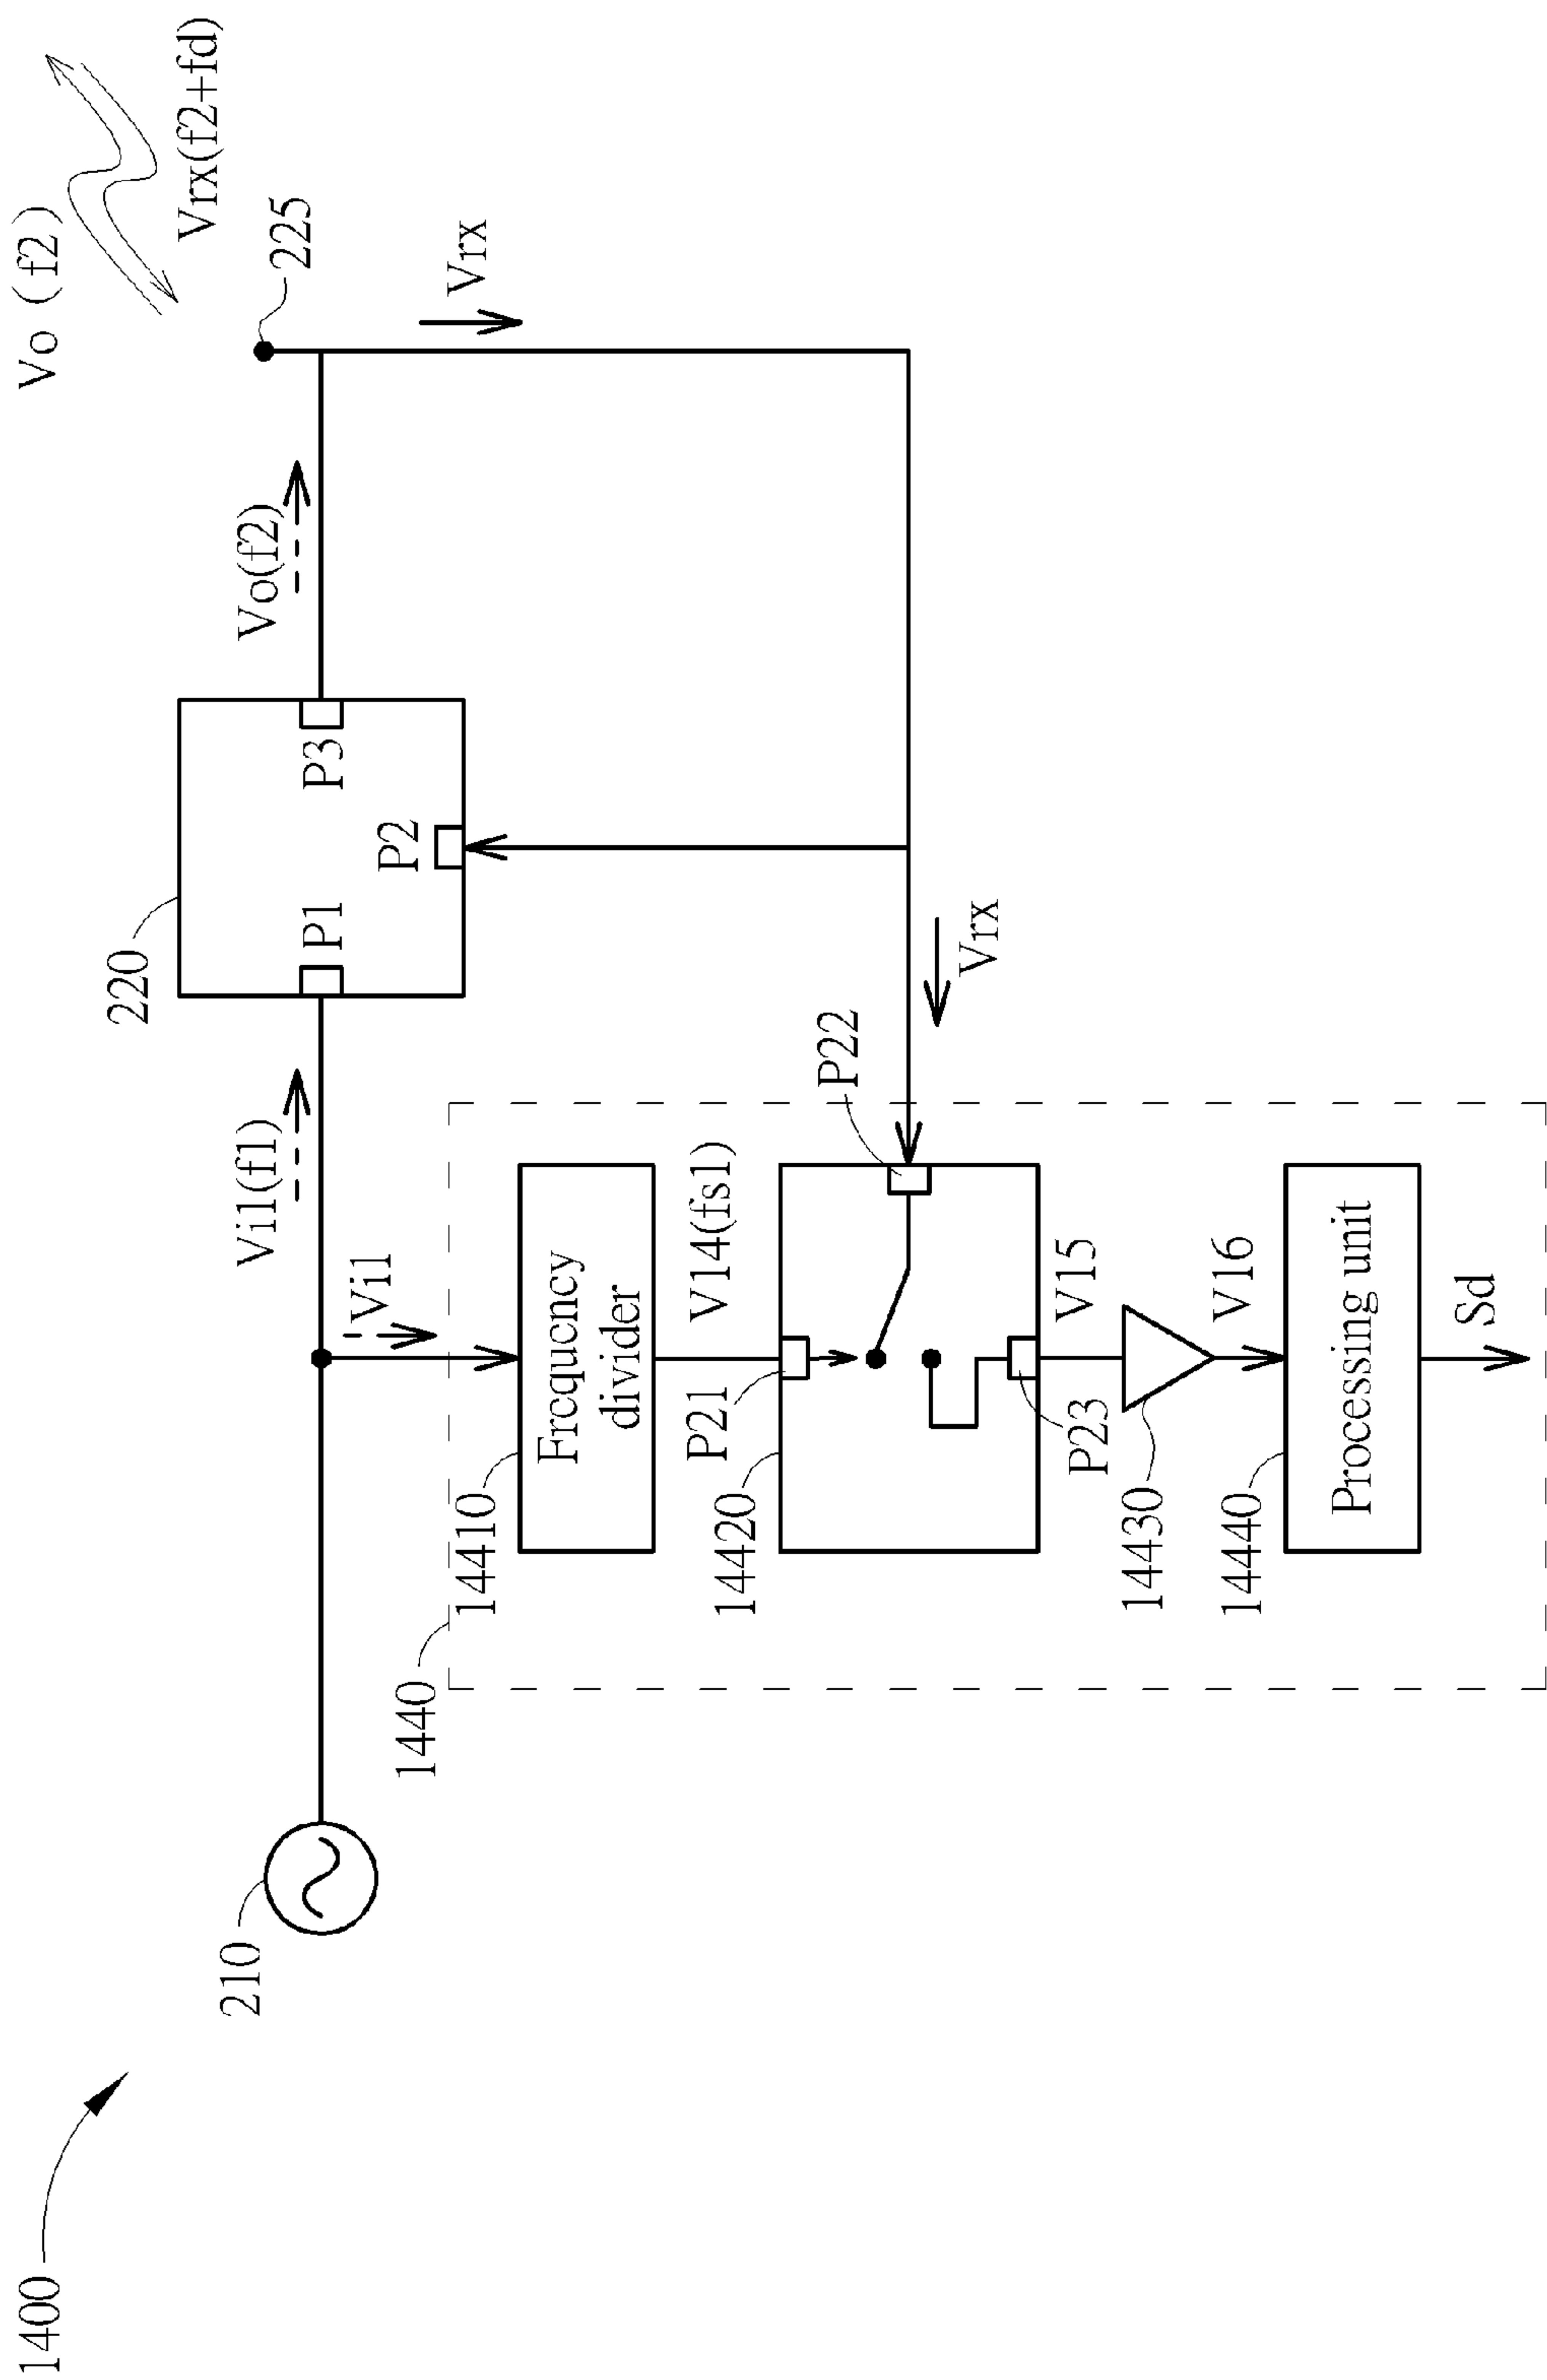 1400
Vo ( f2 )
Vrx(f2+fd)
225
Vrx
220
Vo(f2)
P1
P2
P3
Vi1(f1)
210
Vi1
1440
14410
Frequency
divider
V14(fs1)
P21
P22
Vrx
14420
V15
P23
14430
V16
14440
Processing unit
Sd